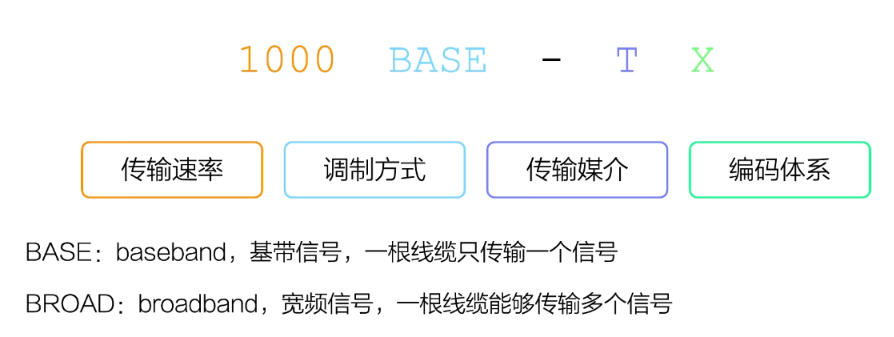 1000 BASE - T X
传输速率 调制方式 传输媒介 编码体系
BASE：baseband，基带信号，一根线缆只传输一个信号
BROAD：broadband，宽频信号，一根线缆能够传输多个信号